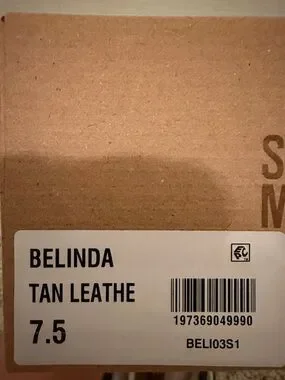 S
M
BELINDA
TAN LEATHE
7.5
197369049990
BELI03S1